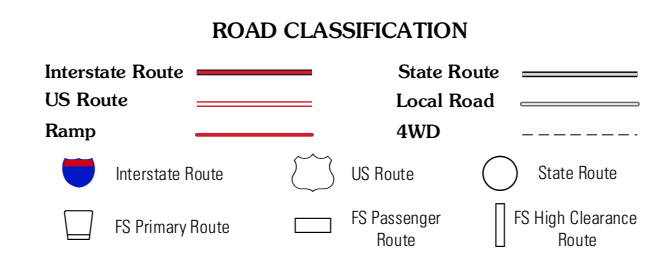 ROAD CLASSIFICATION
Interstate Route
State Route
US Route
Local Road
Ramp
4WD
Interstate Route
US Route
State Route
FS Primary Route
FS Passenger
Route
FS High Clearance
Route